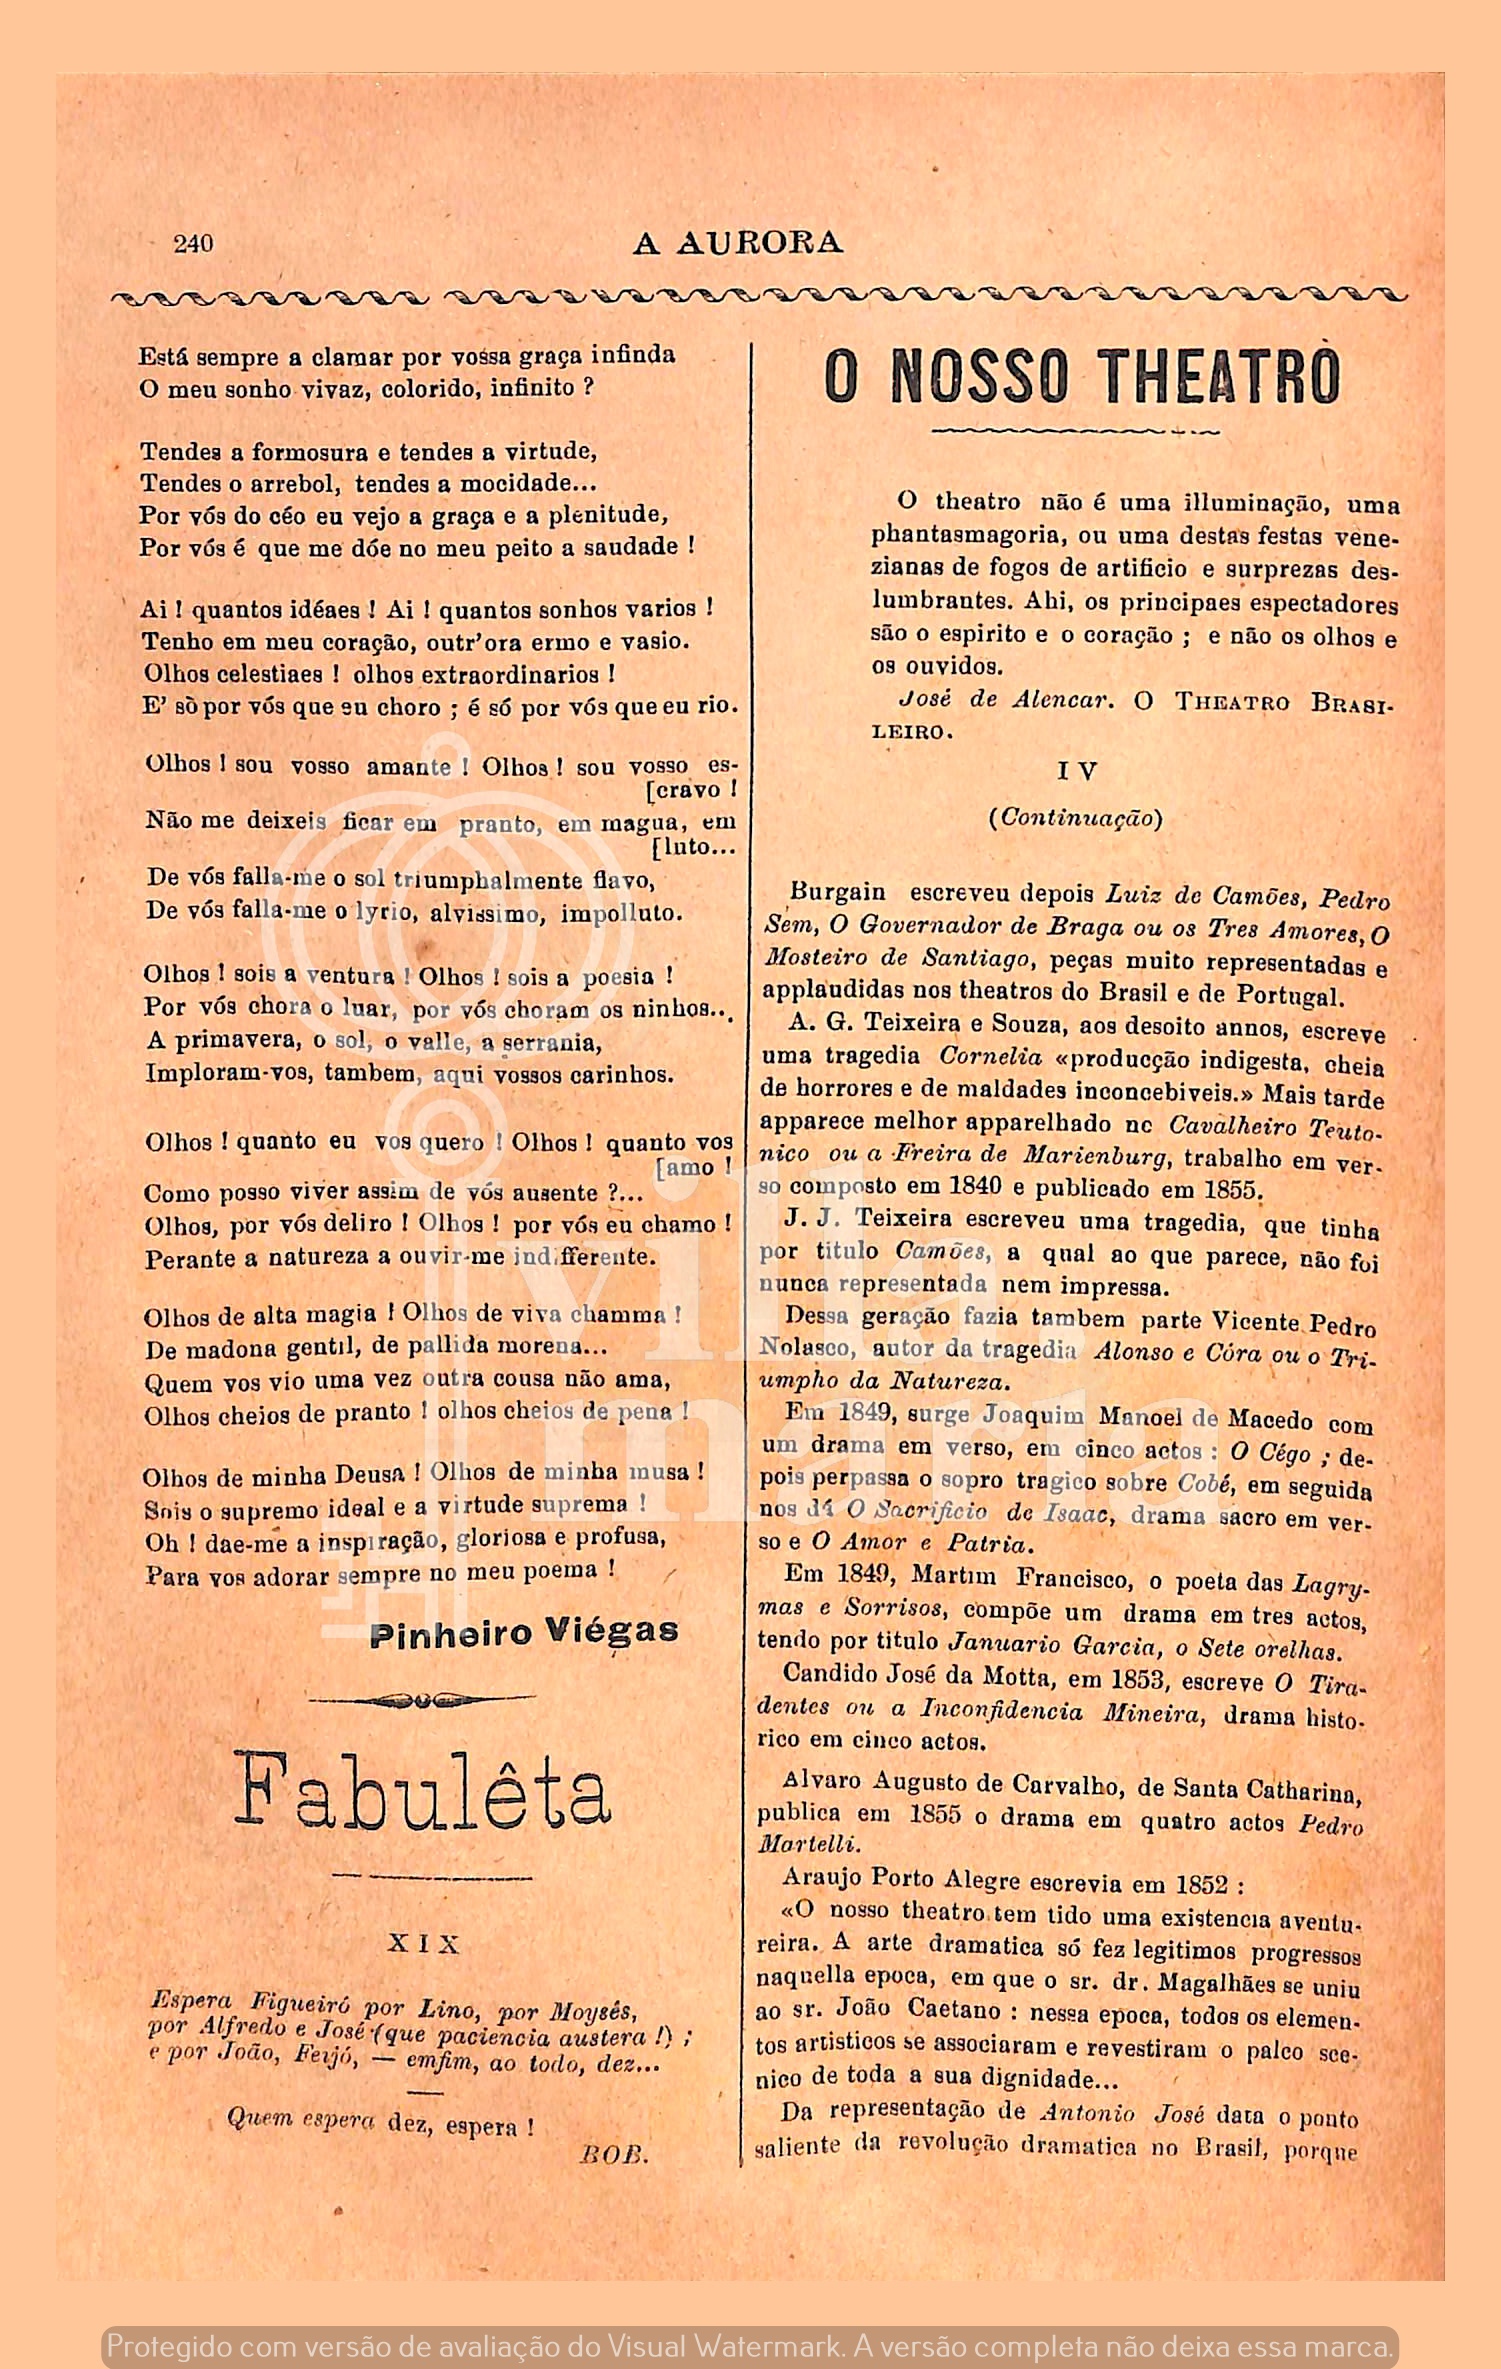 240
A AURORA
Está sempre a clamar por vossa graça infinda
O meu sonho vivaz, colorido, infinito ?
Tendes a formosura e tendes a virtude,
Tendes o arrebol, tendes a mocidade...
Por vós do céo eu vejo a graça e a plenitude,
Por vós é que me dóe no meu peito a saudade !
Ai ! quantos idéaes ! Ai ! quantos sonhos varios !
Tenho em meu coração, outr'ora ermo e vasio.
Olhos celestiaes ! olhos extraordinarios !
E' sò por vós que eu choro ; é só por vós que eu rio.
Olhos ! sou vosso amante ! Olhos ! sou vosso es-
[cravo !
Não me deixeis ficar em pranto, em magua, em
[luto...
De vós falla-me o sol triumphalmente flavo,
De vós falla-me o lyrio, alvissimo, impolluto.
Olhos ! sois a ventura ! Olhos ! sois a poesia !
Por vós chora o luar, por vós choram os ninhos...
A primavera, o sol, o valle, a serrania,
Imploram-vos, tambem, aqui vossos carinhos.
Olhos ! quanto eu vos quero ! Olhos ! quanto vos
[amo !
Como posso viver assim de vós ausente ?...
Olhos, por vós deliro ! Olhos ! por vós eu chamo !
Perante a natureza a ouvir-me indifferente.
Olhos de alta magia ! Olhos de viva chamma !
De madona gentil, de pallida morena...
Quem vos vio uma vez outra cousa não ama,
Olhos cheios de pranto ! olhos cheios de pena !
Olhos de minha Deusa ! Olhos de minha musa !
Sois o supremo ideal e a virtude suprema !
Oh ! dae-me a inspiração, gloriosa e profusa,
Para vos adorar sempre no meu poema !
Pinheiro Viégas
Fabulêta
XIX
Espera Figueiró por Lino, por Moysés,
por Alfredo e José (que paciencia austera !) ;
e por João, Feijó, — emfim, ao todo, dez...
Quem espera dez, espera !
BOB.
O NOSSO THEATRO
O theatro não é uma illuminação, uma
phantasmagoria, ou uma destas festas vene-
zianas de fogos de artificio e surprezas des-
lumbrantes. Ahi, os principaes espectadores
são o espirito e o coração ; e não os olhos e
os ouvidos.
José de Alencar. O THEATRO BRASI-
LEIRO.
IV
(Continuação)
Burgain escreveu depois Luiz de Camões, Pedro
Sem, O Governador de Braga ou os Tres Amores, O
Mosteiro de Santiago, peças muito representadas e
applaudidas nos theatros do Brasil e de Portugal.
A. G. Teixeira e Souza, aos desoito annos, escreve
uma tragedia Cornelia «producção indigesta, cheia
de horrores e de maldades inconcebiveis.» Mais tarde
apparece melhor apparelhado no Cavalheiro Teuto-
nico ou a Freira de Marienburg, trabalho em ver-
so composto em 1840 e publicado em 1855.
J. J. Teixeira escreveu uma tragedia, que tinha
por titulo Camões, a qual ao que parece, não foi
nunca representada nem impressa.
Dessa geração fazia tambem parte Vicente Pedro
Nolasco, autor da tragedia Alonso e Córa ou o Tri-
umpho da Natureza.
Em 1849, surge Joaquim Manoel de Macedo com
um drama em verso, em cinco actos : O Cégo ; de-
pois perpassa o sopro tragico sobre Cobé, em seguida
nos dá O Sacrificio de Isaac, drama sacro em ver-
so e O Amor e Patria.
Em 1849, Martim Francisco, o poeta das Lagry-
mas e Sorrisos, compõe um drama em tres actos,
tendo por titulo Januario Garcia, o Sete orelhas.
Candido José da Motta, em 1853, escreve O Tira-
dentes ou a Inconfidencia Mineira, drama histo-
rico em cinco actos.
Alvaro Augusto de Carvalho, de Santa Catharina,
publica em 1855 o drama em quatro actos Pedro
Martelli.
Araujo Porto Alegre escrevia em 1852 :
«O nosso theatro tem tido uma existencia aventu-
reira. A arte dramatica só fez legitimos progressos
naquella epoca, em que o sr. dr. Magalhães se uniu
ao sr. João Caetano : nessa epoca, todos os elemen-
tos artisticos se associaram e revestiram o palco sce-
nico de toda a sua dignidade...
Da representação de Antonio José data o ponto
saliente da revolução dramatica no Brasil, porque
villa
maria
Protegido com versão de avaliação do Visual Watermark. A versão completa não deixa essa marca.